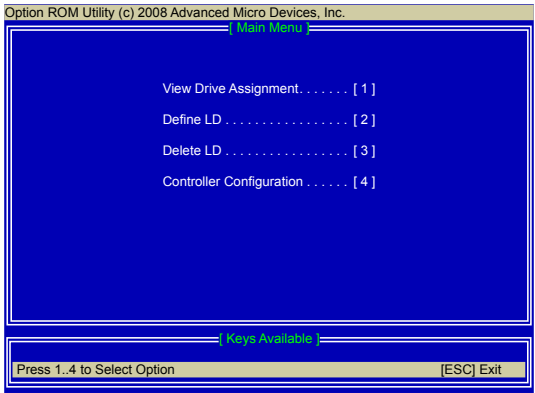 Option ROM Utility (c) 2008 Advanced Micro Devices, Inc.
[ Main Menu ]
View Drive Assignment. . . . . . . [ 1 ]
Define LD . . . . . . . . . . . . . . . . . [ 2 ]
Delete LD . . . . . . . . . . . . . . . . . [ 3 ]
Controller Configuration . . . . . . [ 4 ]
[ Keys Available ]
Press 1..4 to Select Option [ESC] Exit